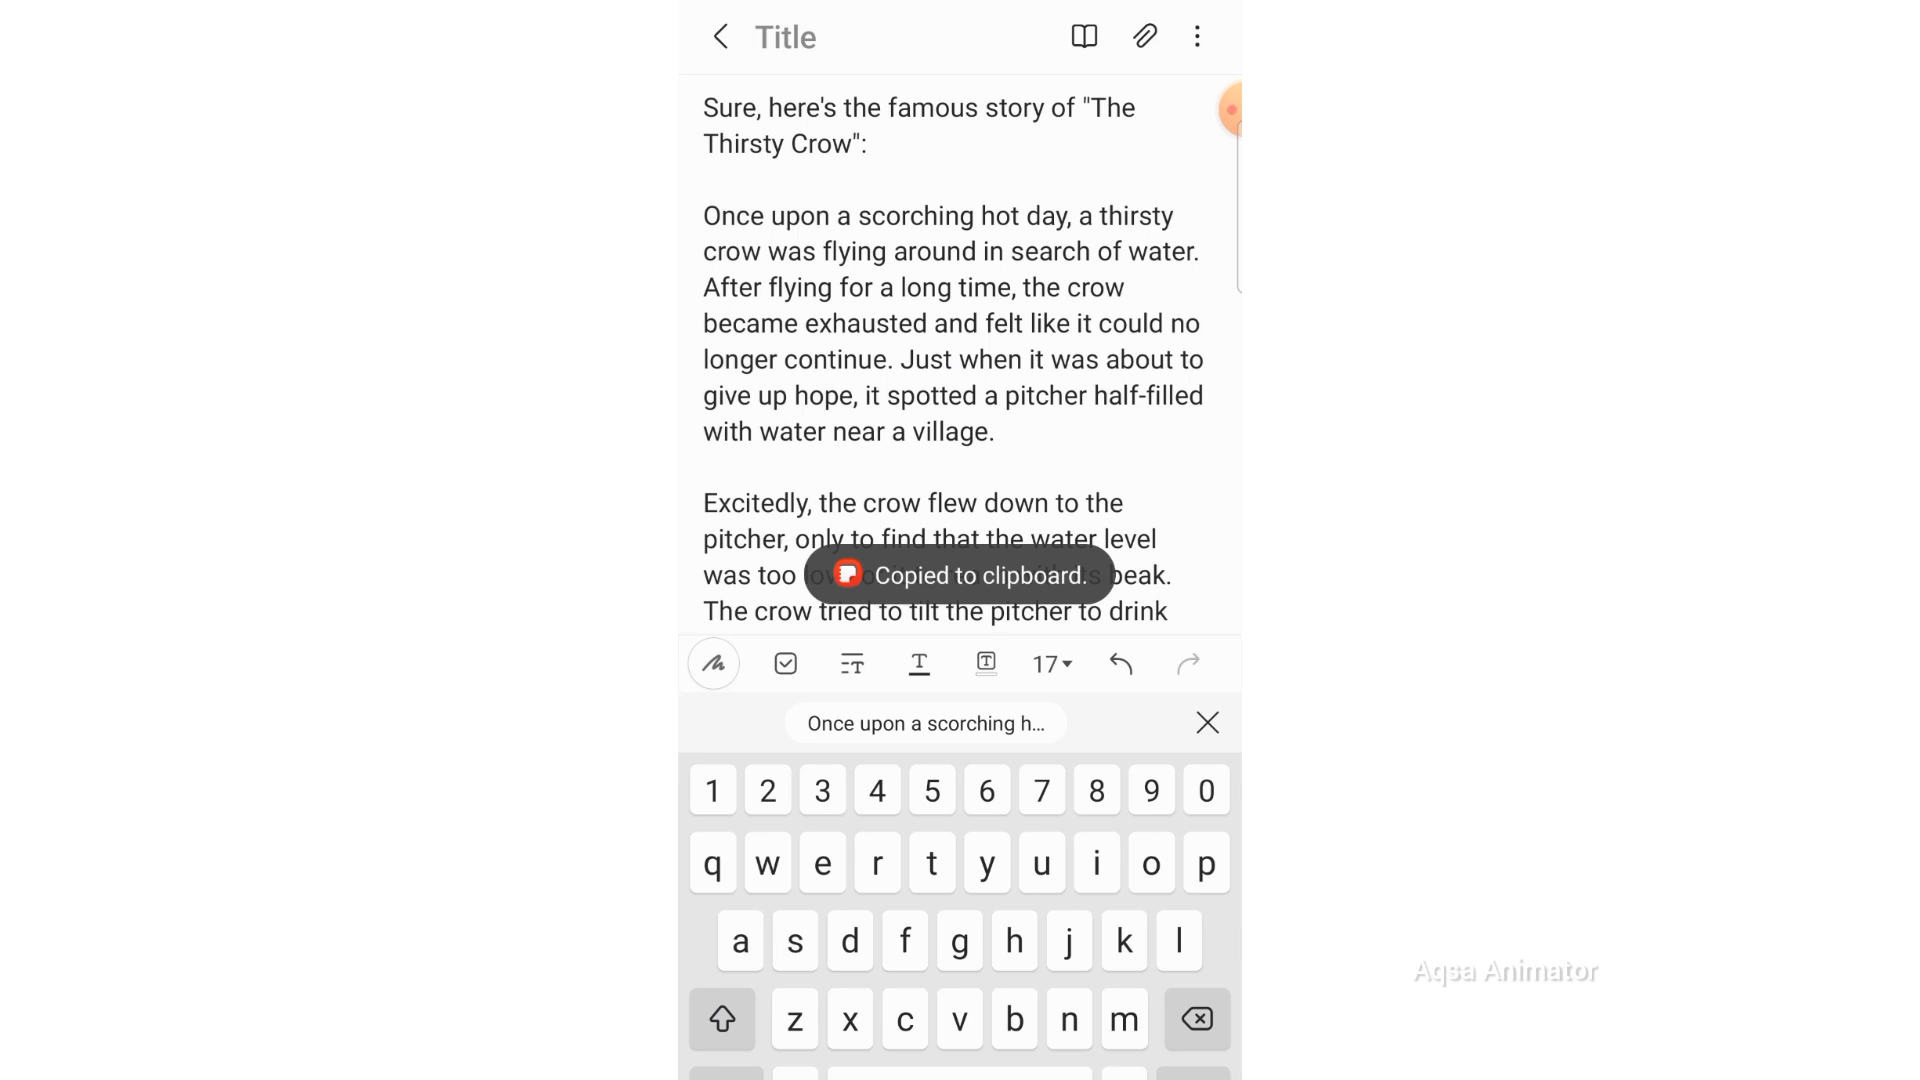 Title
Sure, here's the famous story of "The
Thirsty Crow":
Once upon a scorching hot day, a thirsty
crow was flying around in search of water.
After flying for a long time, the crow
became exhausted and felt like it could no
longer continue. Just when it was about to
give up hope, it spotted a pitcher half-filled
with water near a village.
Excitedly, the crow flew down to the
pitcher, only to find that the water level
was too beak.
Copied to clipboard.
The crow tried to tilt the pitcher to drink
17
Once upon a scorching h...
1 2 3 4 5 6 7 8 9 0
q w e r t y u i o p
a s d f g h j k l
z x c v b n m
Aqsa Animator